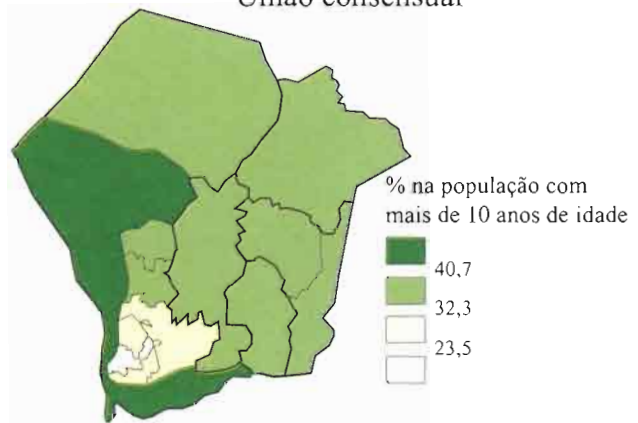 União consensual
% na população com
mais de 10 anos de idade
40,7
32,3
23,5